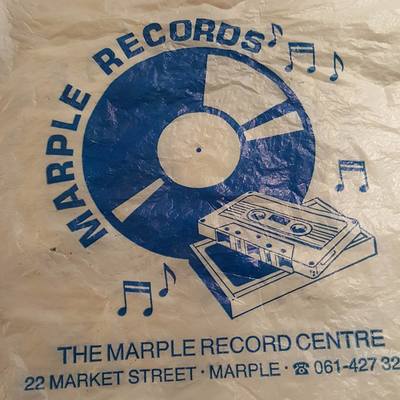 MARPLE RECORDS
THE MARPLE RECORD CENTRE
22 MARKET STREET · MARPLE · ☎ 061-427 32